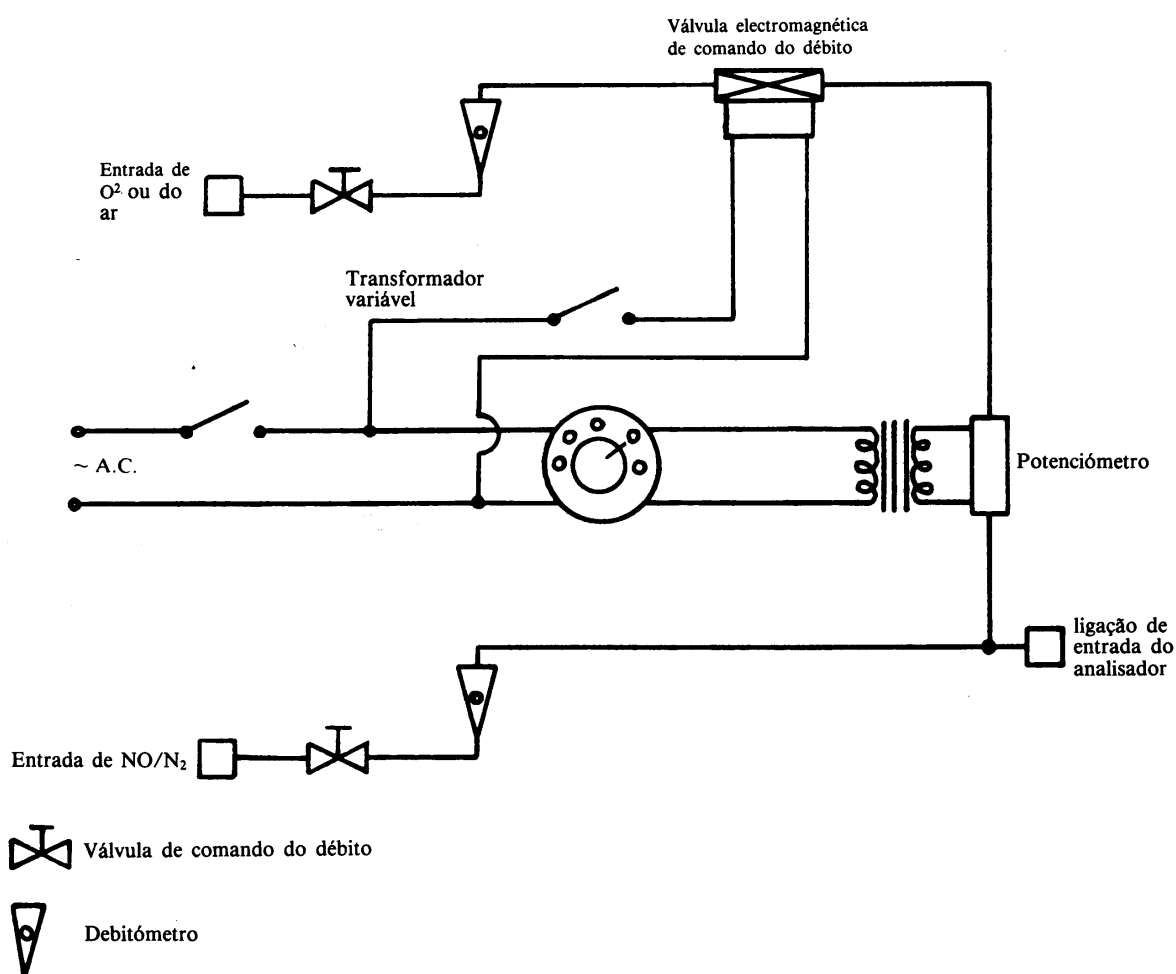 Válvula electromagnética
de comando do débito
Entrada de
O² ou do
ar
Transformador
variável
~ A.C.
Potenciómetro
ligação de
entrada do
analisador
Entrada de NO/N₂
Válvula de comando do débito
Debitómetro